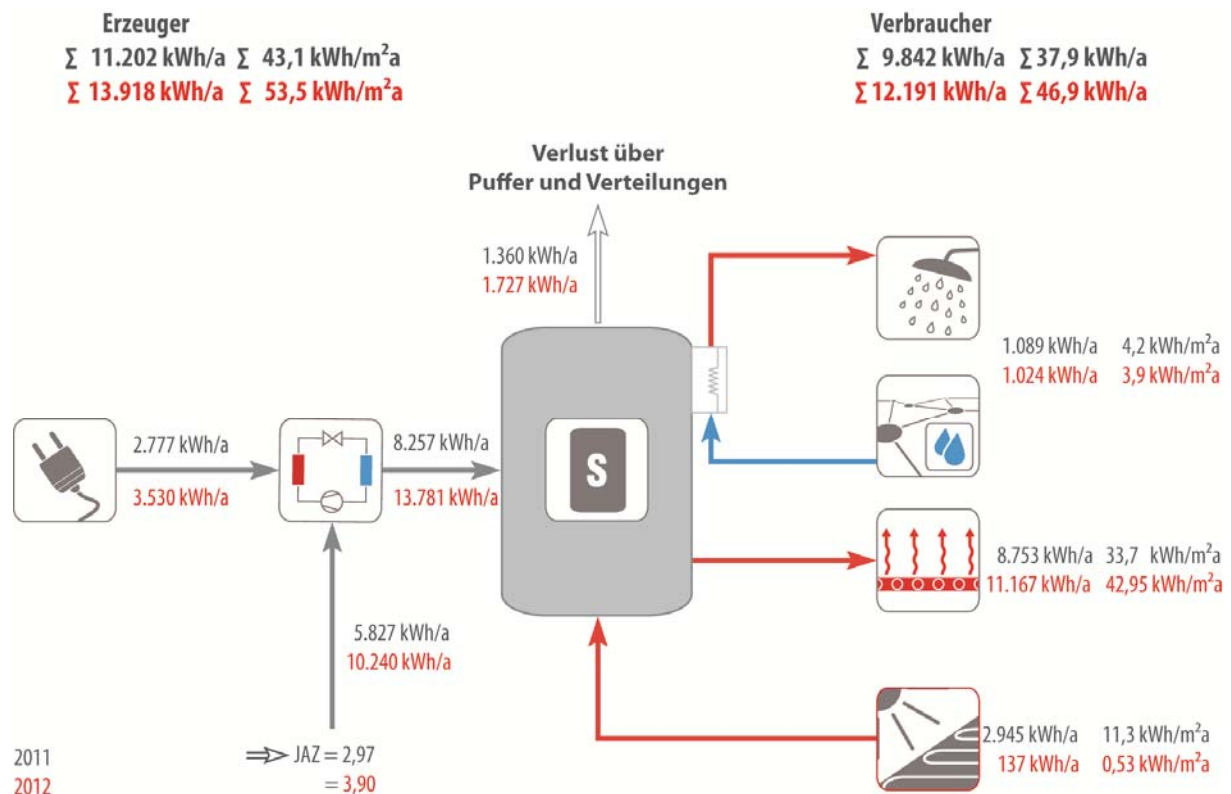 Erzeuger
∑ 11.202 kWh/a ∑ 43,1 kWh/m²a
∑ 13.918 kWh/a ∑ 53,5 kWh/m²a
Verbraucher
∑ 9.842 kWh/a ∑ 37,9 kWh/a
∑ 12.191 kWh/a ∑ 46,9 kWh/a
Verlust über
Puffer und Verteilungen
1.360 kWh/a
1.727 kWh/a
1.089 kWh/a 4,2 kWh/m²a
1.024 kWh/a 3,9 kWh/m²a
2.777 kWh/a
3.530 kWh/a
8.257 kWh/a
13.781 kWh/a
S
8.753 kWh/a 33,7 kWh/m²a
11.167 kWh/a 42,95 kWh/m²a
5.827 kWh/a
10.240 kWh/a
2.945 kWh/a 11,3 kWh/m²a
137 kWh/a 0,53 kWh/m²a
2011
2012
JAZ = 2,97
= 3,90